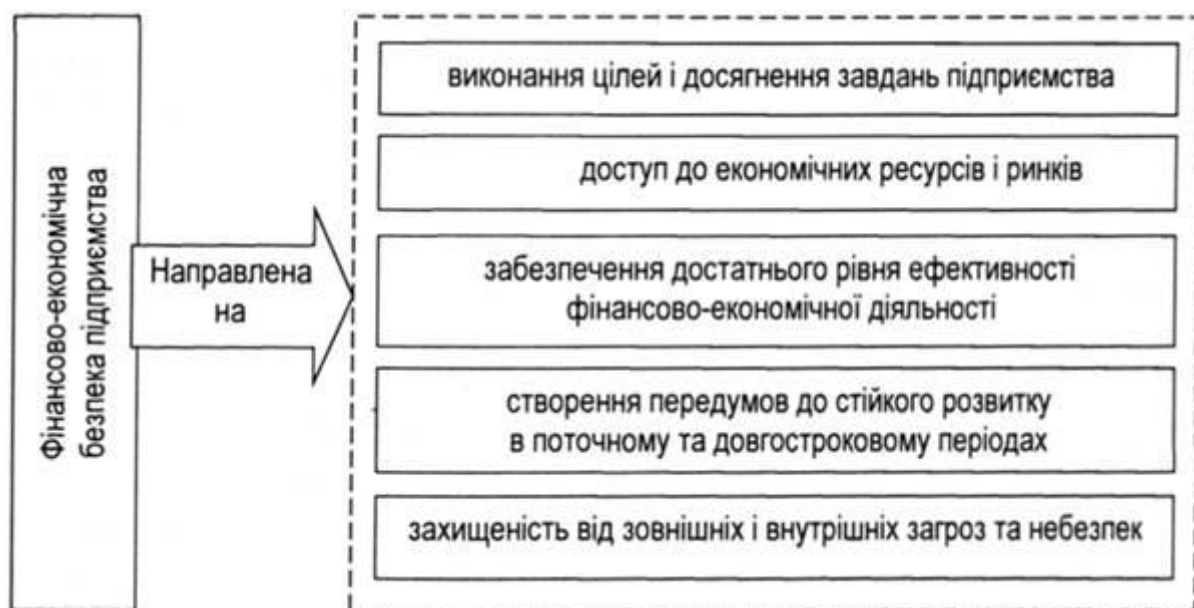 Фінансово-економічна
безпека підприємства
Направлена
на
виконання цілей і досягнення завдань підприємства
доступ до економічних ресурсів і ринків
забезпечення достатнього рівня ефективності
фінансово-економічної діяльності
створення передумов до стійкого розвитку
в поточному та довгостроковому періодах
захищеність від зовнішніх і внутрішніх загроз та небезпек